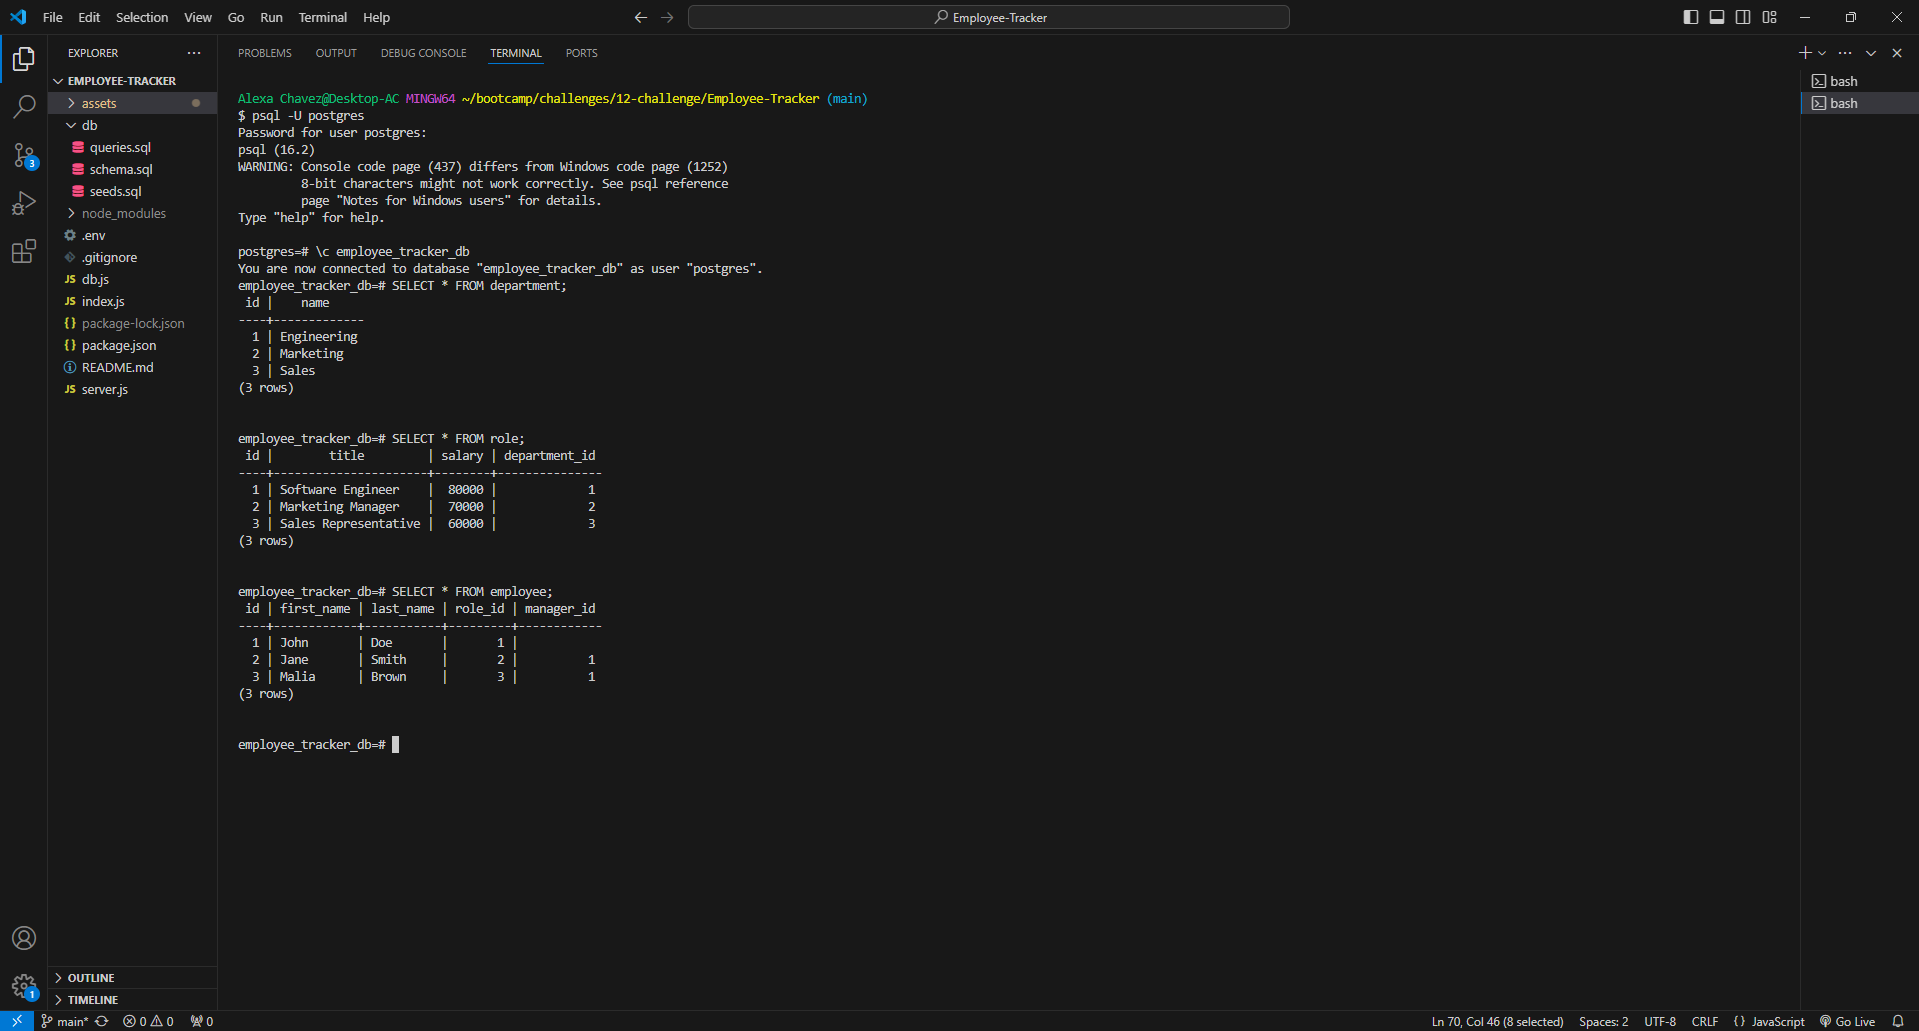 File Edit Selection View Go Run Terminal Help
Employee-Tracker
EXPLORER
EMPLOYEE-TRACKER
assets
db
queries.sql
schema.sql
seeds.sql
node_modules
.env
.gitignore
JS db.js
JS index.js
{} package-lock.json
{} package.json
README.md
JS server.js
OUTLINE
TIMELINE
3
1
PROBLEMS OUTPUT DEBUG CONSOLE TERMINAL PORTS
bash
bash
Alexa Chavez@Desktop-AC MINGW64 ~/bootcamp/challenges/12-challenge/Employee-Tracker (main)
$ psql -U postgres
Password for user postgres:
psql (16.2)
WARNING: Console code page (437) differs from Windows code page (1252)
         8-bit characters might not work correctly. See psql reference
         page "Notes for Windows users" for details.
Type "help" for help.
postgres=# \c employee_tracker_db
You are now connected to database "employee_tracker_db" as user "postgres".
employee_tracker_db=# SELECT * FROM department;
 id |    name
----+-------------
  1 | Engineering
  2 | Marketing
  3 | Sales
(3 rows)
employee_tracker_db=# SELECT * FROM role;
 id |        title         | salary | department_id
----+----------------------+--------+---------------
  1 | Software Engineer    |  80000 |             1
  2 | Marketing Manager    |  70000 |             2
  3 | Sales Representative |  60000 |             3
(3 rows)
employee_tracker_db=# SELECT * FROM employee;
 id | first_name | last_name | role_id | manager_id
----+------------+-----------+---------+------------
  1 | John       | Doe       |       1 |
  2 | Jane       | Smith     |       2 |          1
  3 | Malia      | Brown     |       3 |          1
(3 rows)
employee_tracker_db=#
main* 0 0 0 Ln 70, Col 46 (8 selected) Spaces: 2 UTF-8 CRLF {} JavaScript Go Live